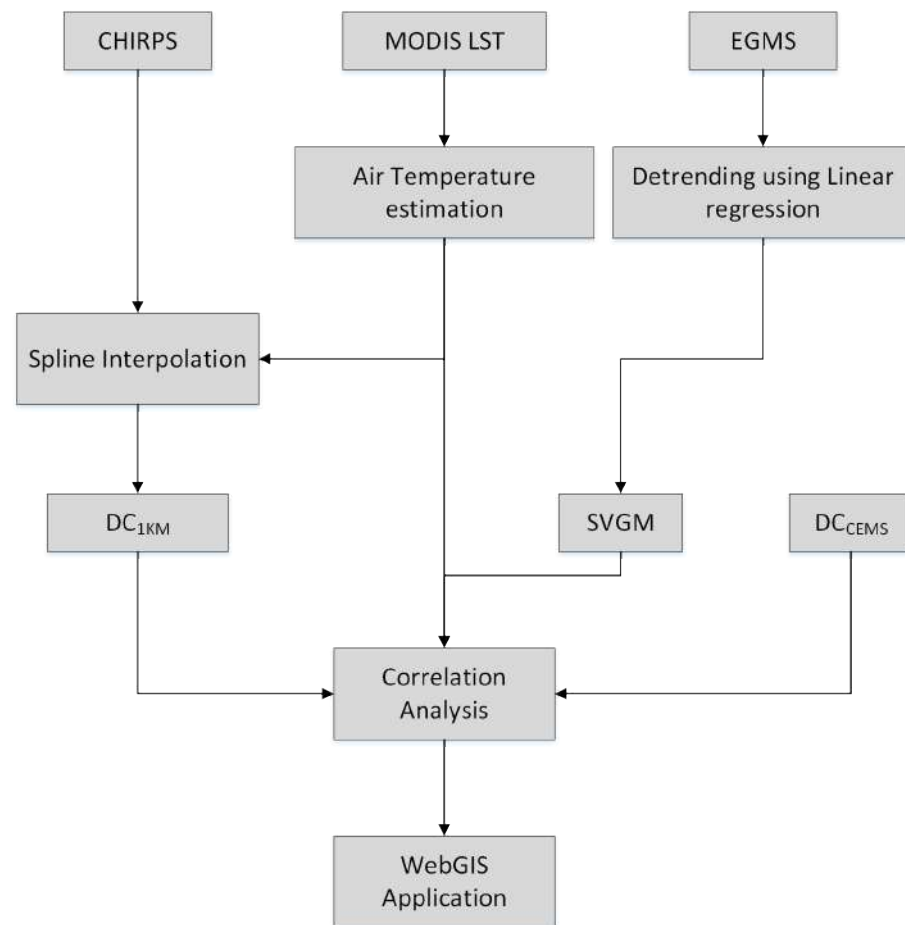 CHIRPS
MODIS LST
EGMS
Air Temperature
estimation
Detrending using Linear
regression
Spline Interpolation
DC1KM
SVGM
DCCEMS
Correlation
Analysis
WebGIS
Application